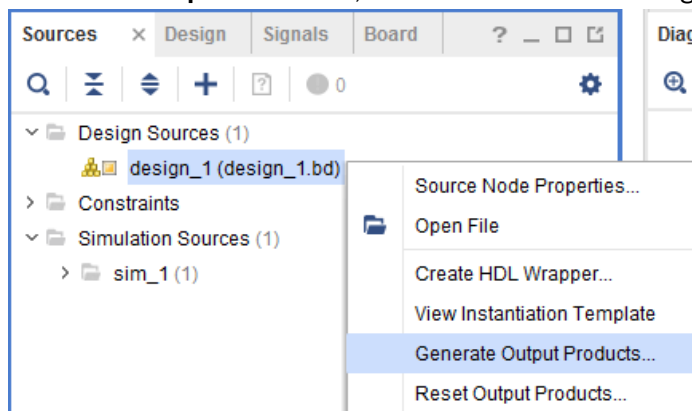 Sources × Design Signals Board ? Diag
0
Design Sources (1)
design_1 (design_1.bd)
Constraints
Simulation Sources (1)
sim_1 (1)
Source Node Properties...
Open File
Create HDL Wrapper...
View Instantiation Template
Generate Output Products...
Reset Output Products...